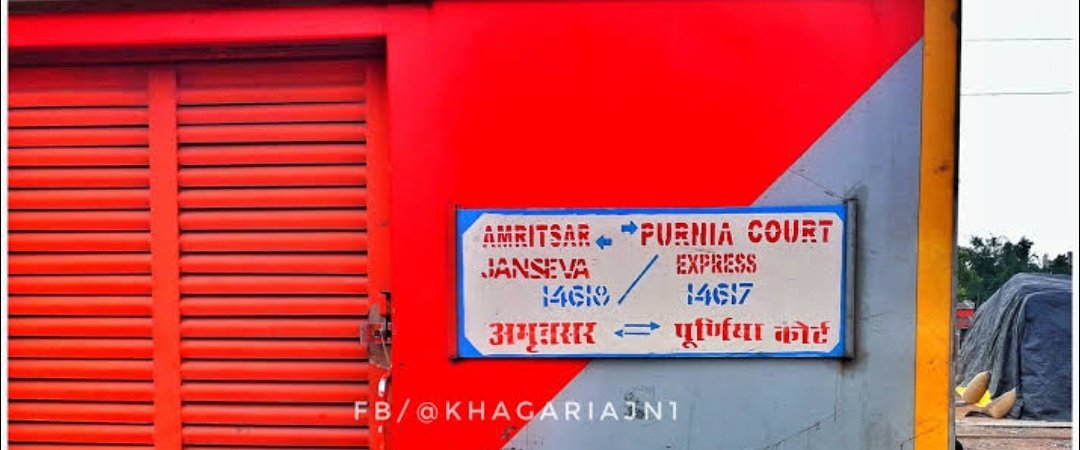 AMRITSAR PURNIA COURT
JANSEVA / EXPRESS
14618 14617
अमृतसर पूर्णिया कोर्ट
FB/@KHAGARIAJN1